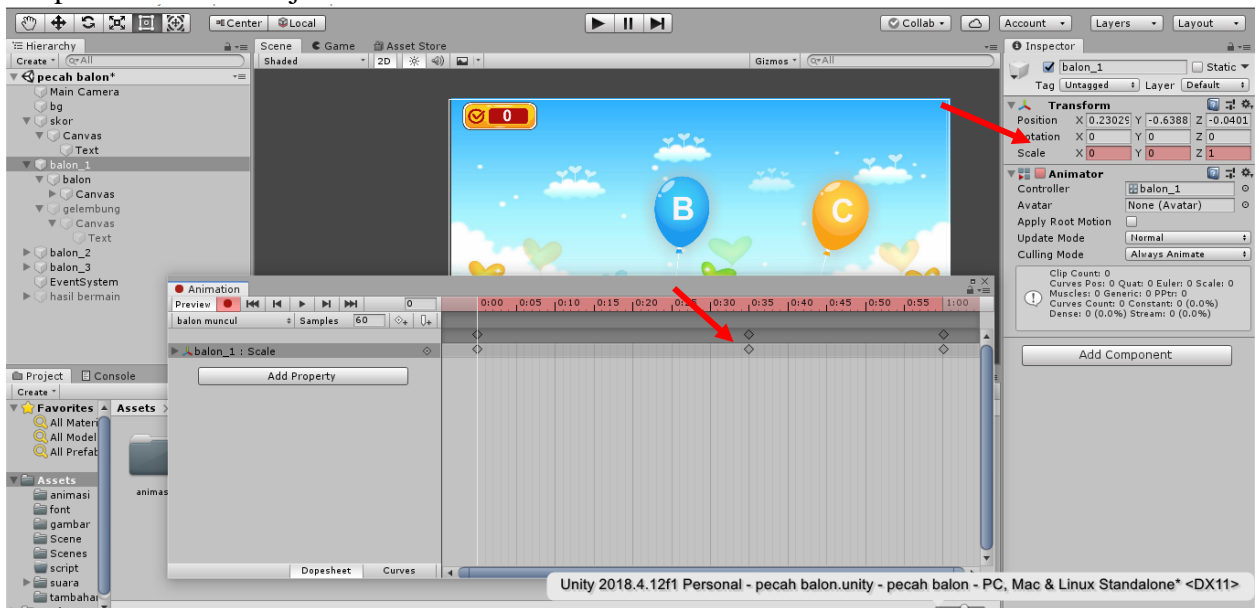 Center Local Collab Account Layers Layout
Hierarchy
Create All
pecah balon*
Main Camera
bg
skor
Canvas
Text
balon_1
balon
Canvas
gelembung
Canvas
Text
balon_2
balon_3
EventSystem
hasil bermain
Scene Game Asset Store
Shaded 2D Gizmos All
0
B
C
Inspector
balon_1 Static
Tag Untagged Layer Default
Transform
Position X 0.23029 Y -0.6388 Z -0.0401
X 0 Y 0 Z 0
Scale X 0 Y 0 Z 1
Animator
Controller balon_1
Avatar None (Avatar)
Apply Root Motion
Update Mode Normal
Culling Mode Always Animate
Clip Count: 0
Curves Pos: 0 Quat: 0 Euler: 0 Scale: 0
Muscles: 0 Generic: 0 PPtr: 0
Curves Count: 0 Constant: 0 (0.0%)
Dense: 0 (0.0%) Stream: 0 (0.0%)
Add Component
Animation
Preview 0 0:00 0:05 0:10 0:15 0:20 0:25 0:30 0:35 0:40 0:45 0:50 0:55 1:00
balon muncul Samples 60
balon_1 : Scale
Add Property
Dopesheet Curves
Project Console
Create
Favorites
All Materi
All Model
All Prefab
Assets
animasi
font
gambar
Scene
Scenes
script
suara
tambahan
Assets
animas
Unity 2018.4.12f1 Personal - pecah balon.unity - pecah balon - PC, Mac & Linux Standalone* <DX11>